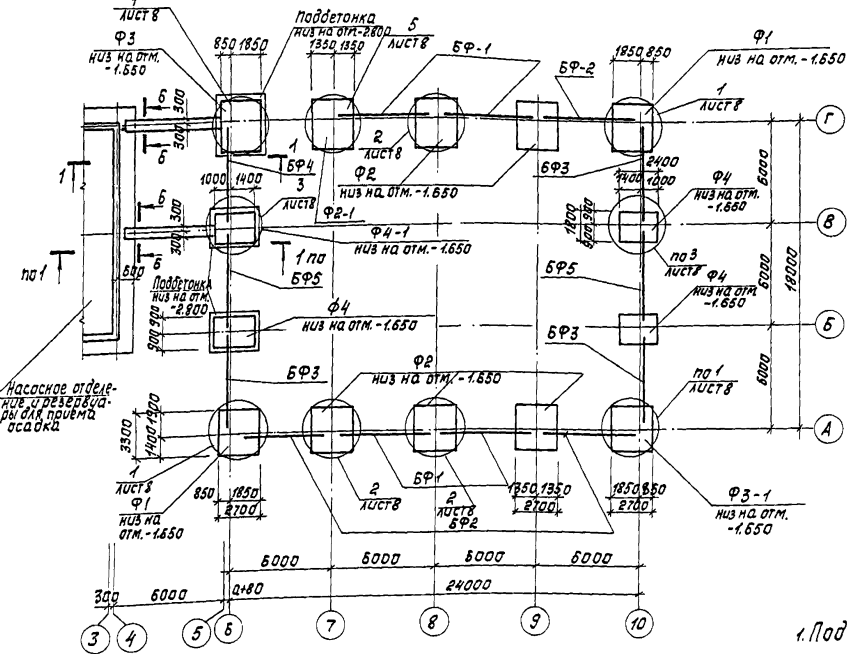 1
лист 8
Ф3
низ на отм.
-1.650
850 1850
Подбетонка
низ на отм.-2.800
1350 1350
5
лист 8
БФ-1
БФ-2
1850 850
Ф1
низ на отм.
-1.650
1
лист 8
Г
Б
300
300
Б
1
БФ4
1
3
лист 8
1000 1400
2
лист 8
Ф2
низ на отм.-1.650
БФ3
2400
1400 1000
Ф4
низ на отм.
-1.650
6000
Б
300
300
Б
Ф2-1
Ф4-1
низ на отм.-1.650
1800
900 900
В
по 1
600
1 по
БФ5
по 3
лист 8
БФ5
6000
18000
Подбетонка
низ на отм.
-2.800
900 900
Ф4
низ на отм.-1.650
Ф4
низ на отм.
-1.650
Б
БФ3
Ф2
низ на отм.-1.650
БФ3
6000
по 1
лист 8
Насосное отделе-
ние и резервуа-
ры для приема
осадка
3300
1400 1900
А
1
лист 8
Ф1
низ на
отм.-1.650
850 1850
2700
2
лист 8
БФ1
2
лист 8
БФ2
1350 1350
2700
1850 850
2700
Ф3-1
низ на отм.
-1.650
6000 6000 6000 6000
300 6000 а+80 24000
3 4 5 6 7 8 9 10
1. Под